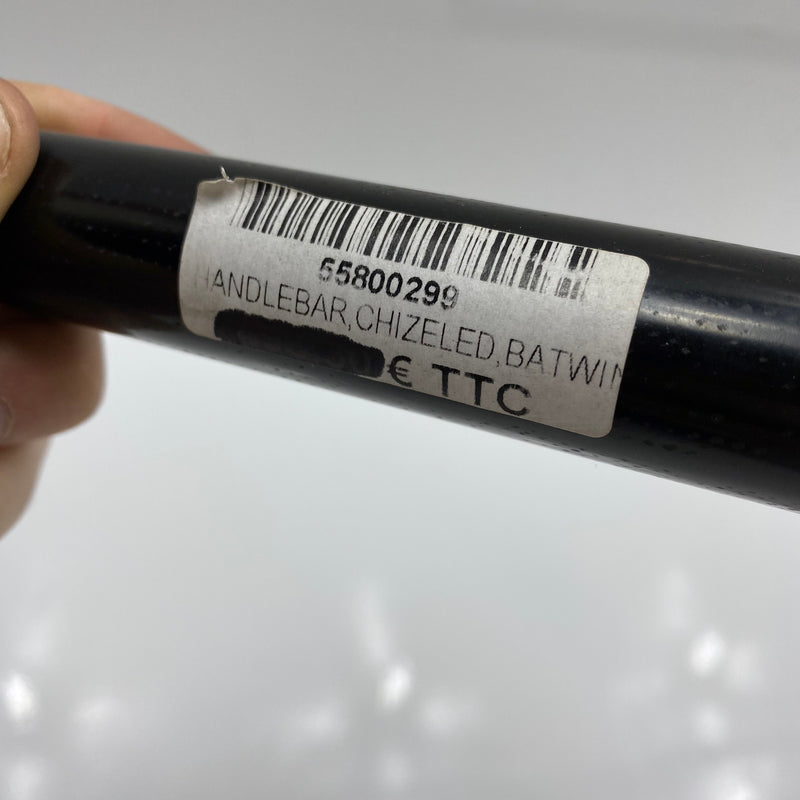 55800299
HANDLEBAR,CHIZELED,BATWIN
€ TTC